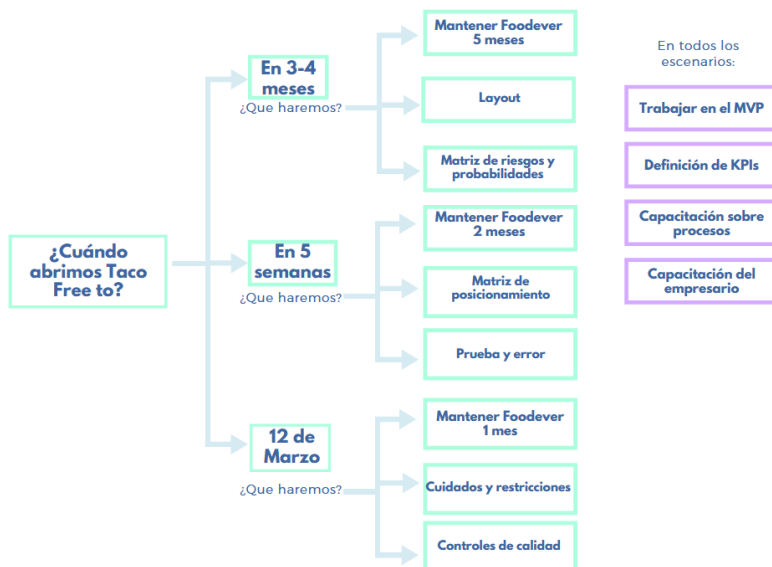 ¿Cuándo
abrimos Taco
Free to?
En 3-4
meses
¿Que haremos?
Mantener Foodever
5 meses
Layout
Matriz de riesgos y
probabilidades
En 5
semanas
¿Que haremos?
Mantener Foodever
2 meses
Matriz de
posicionamiento
Prueba y error
12 de
Marzo
¿Que haremos?
Mantener Foodever
1 mes
Cuidados y restricciones
Controles de calidad
En todos los
escenarios:
Trabajar en el MVP
Definición de KPIs
Capacitación sobre
procesos
Capacitación del
empresario